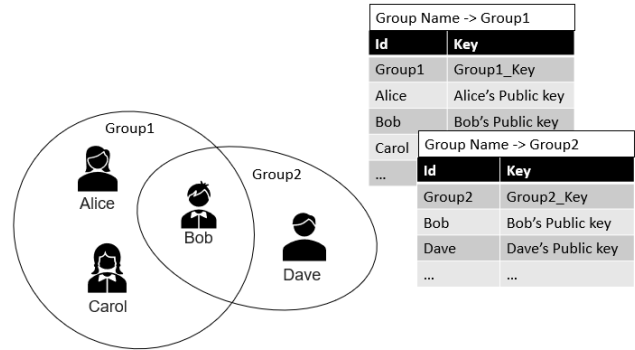 Group1
Alice
Carol
Bob
Group2
Dave
Group Name -> Group1
Id Key
Group1 Group1_Key
Alice Alice's Public key
Bob Bob's Public key
Carol
...
Group Name -> Group2
Id Key
Group2 Group2_Key
Bob Bob's Public key
Dave Dave's Public key
... ...